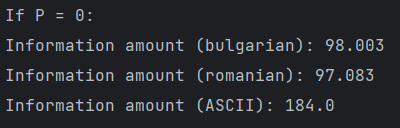 If P = 0:
Information amount (bulgarian): 98.003
Information amount (romanian): 97.083
Information amount (ASCII): 184.0